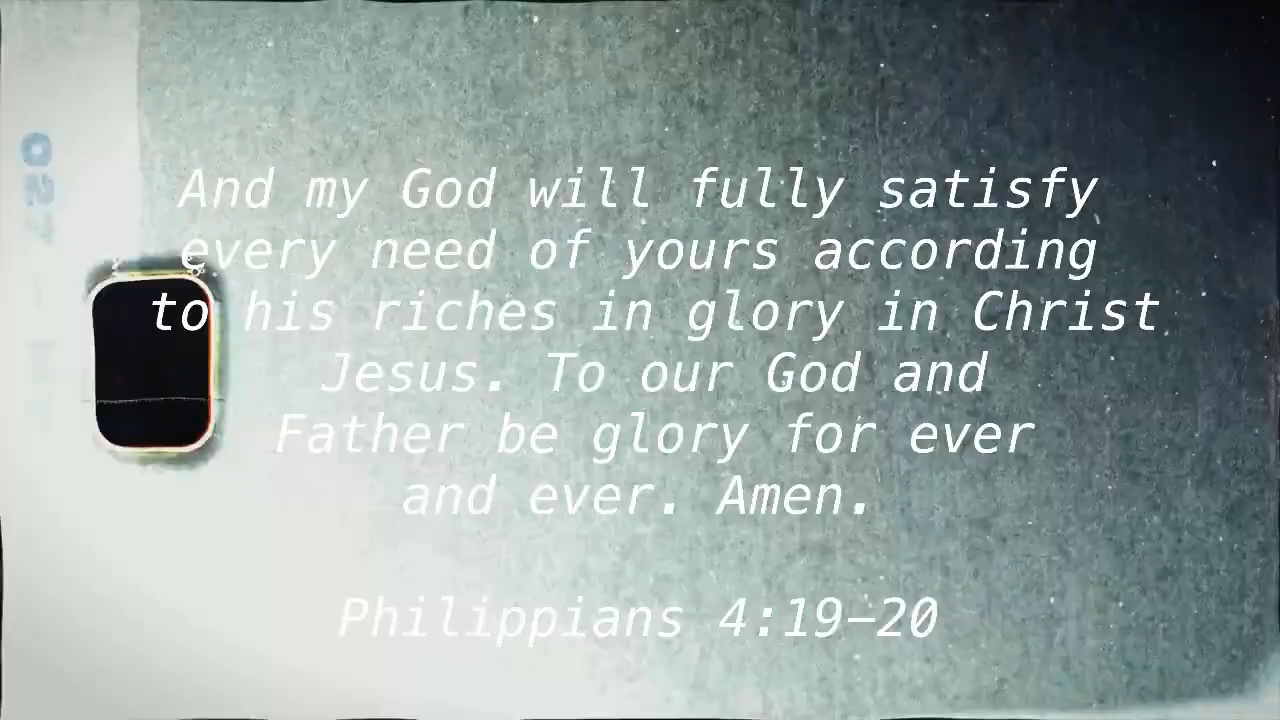 And my God will fully satisfy
every need of yours according
to his riches in glory in Christ
Jesus. To our God and
Father be glory for ever
and ever. Amen.
Philippians 4:19–20
027